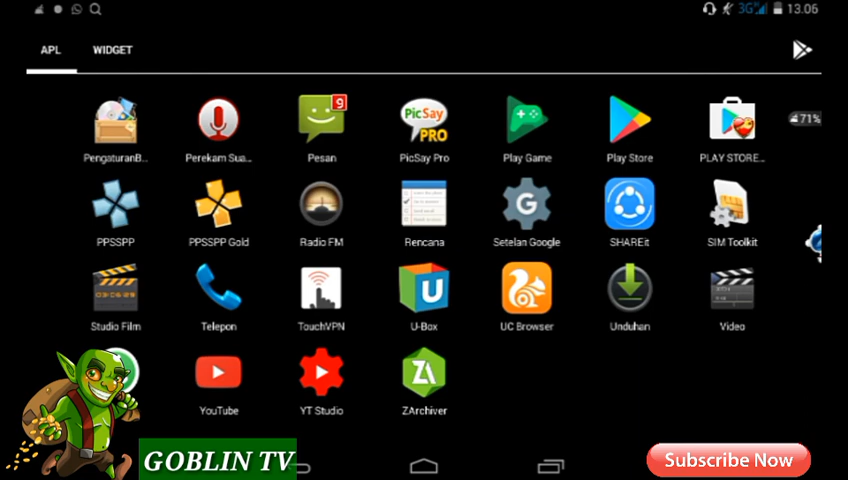 3G 13.06
APL WIDGET
71%
9
PicSay
PRO
PengaturanB... Perekam Sua... Pesan PicSay Pro Play Game Play Store PLAY STORE...
G
PPSSPP PPSSPP Gold Radio FM Rencana Setelan Google SHAREit SIM Toolkit
U
Studio Film Telepon TouchVPN U-Box UC Browser Unduhan Video
ZA
YouTube YT Studio ZArchiver
GOBLIN TV
Subscribe Now